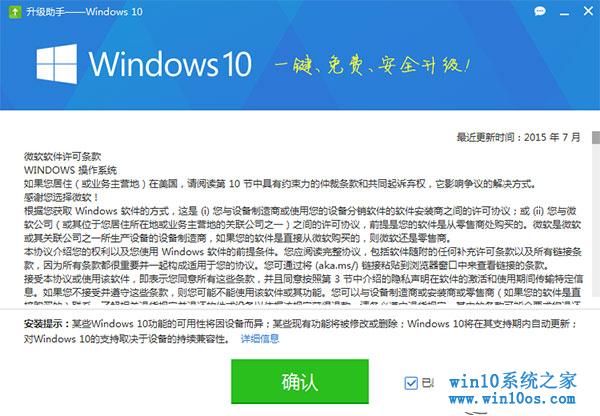 升级助手——Windows 10
Windows 10 一键、免费、安全升级!
最近更新时间：2015 年 7 月
微软软件许可条款
WINDOWS 操作系统
如果您居住（或业务主营地）在美国，请阅读第 10 节中具有约束力的仲裁条款和共同起诉弃权，它影响争议的解决方式。
感谢您选择微软！
根据您获取 Windows 软件的方式，这是 (i) 您与设备制造商或使用您的设备分销软件的软件安装商之间的许可协议；或 (ii) 您与微
软公司（或其位于您居住所在地或业务主营地的关联公司之一）之间的许可协议，前提是您的软件是从零售商处购买的。微软是微软
或其关联公司之一所生产设备的设备制造商，如果您的软件是直接从微软购买的，则微软还是零售商。
本协议介绍您的权利以及您使用 Windows 软件的前提条件。您应阅读完整协议，包括软件随附的任何补充许可条款以及所有链接条
款，因为所有条款都很重要并一起构成适用于您的协议。您可通过将 (aka.ms/) 链接粘贴到浏览器窗口中来查看链接的条款。
接受本协议或使用该软件，即表示您同意所有这些条款，并且同意按照第 3 节中介绍的隐私声明在软件的激活和使用期间传输特定信
息。如果您不接受并遵守这些条款，则您可能不能使用该软件或其功能。您可以与设备制造商或安装商或零售商（如果您的软件是直
安装提示：某些Windows10功能的可用性将因设备而异；某些现有功能将被修改或删除；Windows 10将在其支持期内自动更新；
对Windows 10的支持取决于设备的持续兼容性。 详细信息
确认
win10系统之家
www.win10os.com